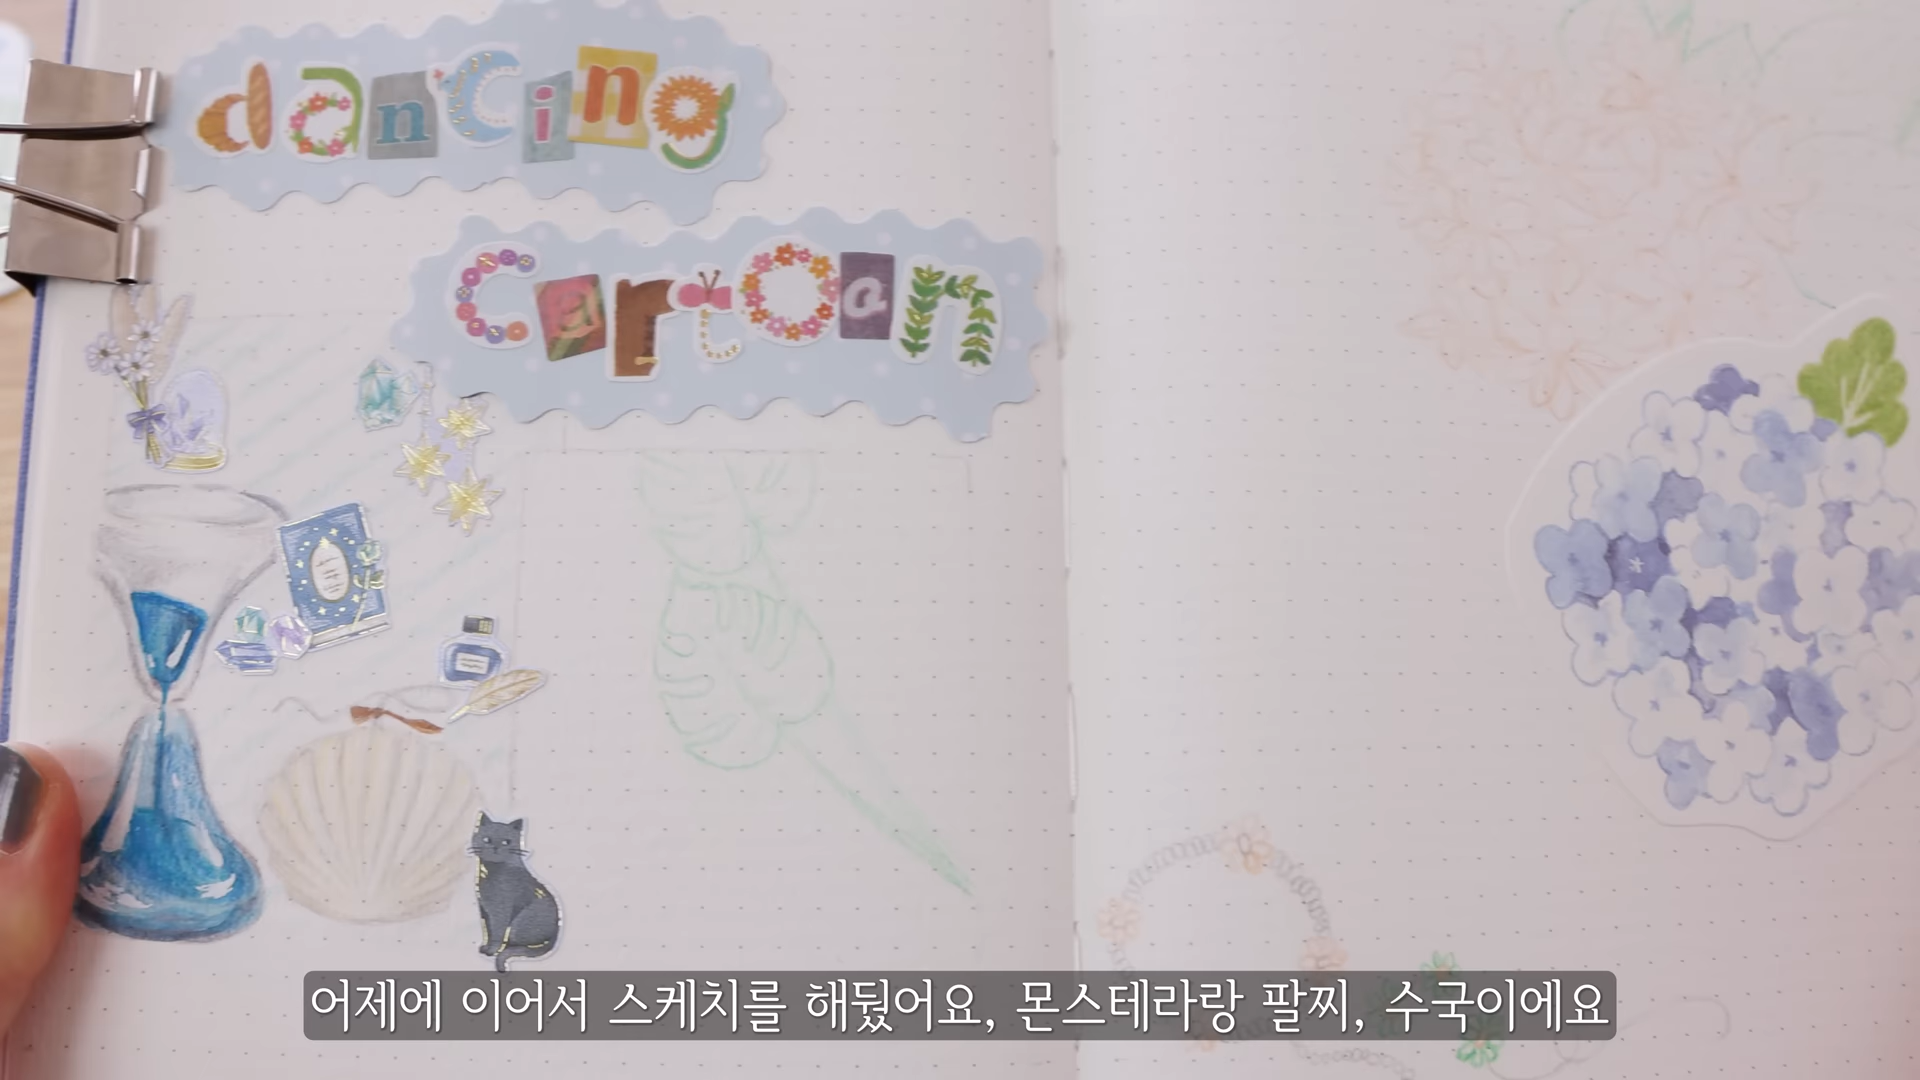 dancing
cartoon
어제에 이어서 스케치를 해뒀어요, 몬스테라랑 팔찌, 수국이에요